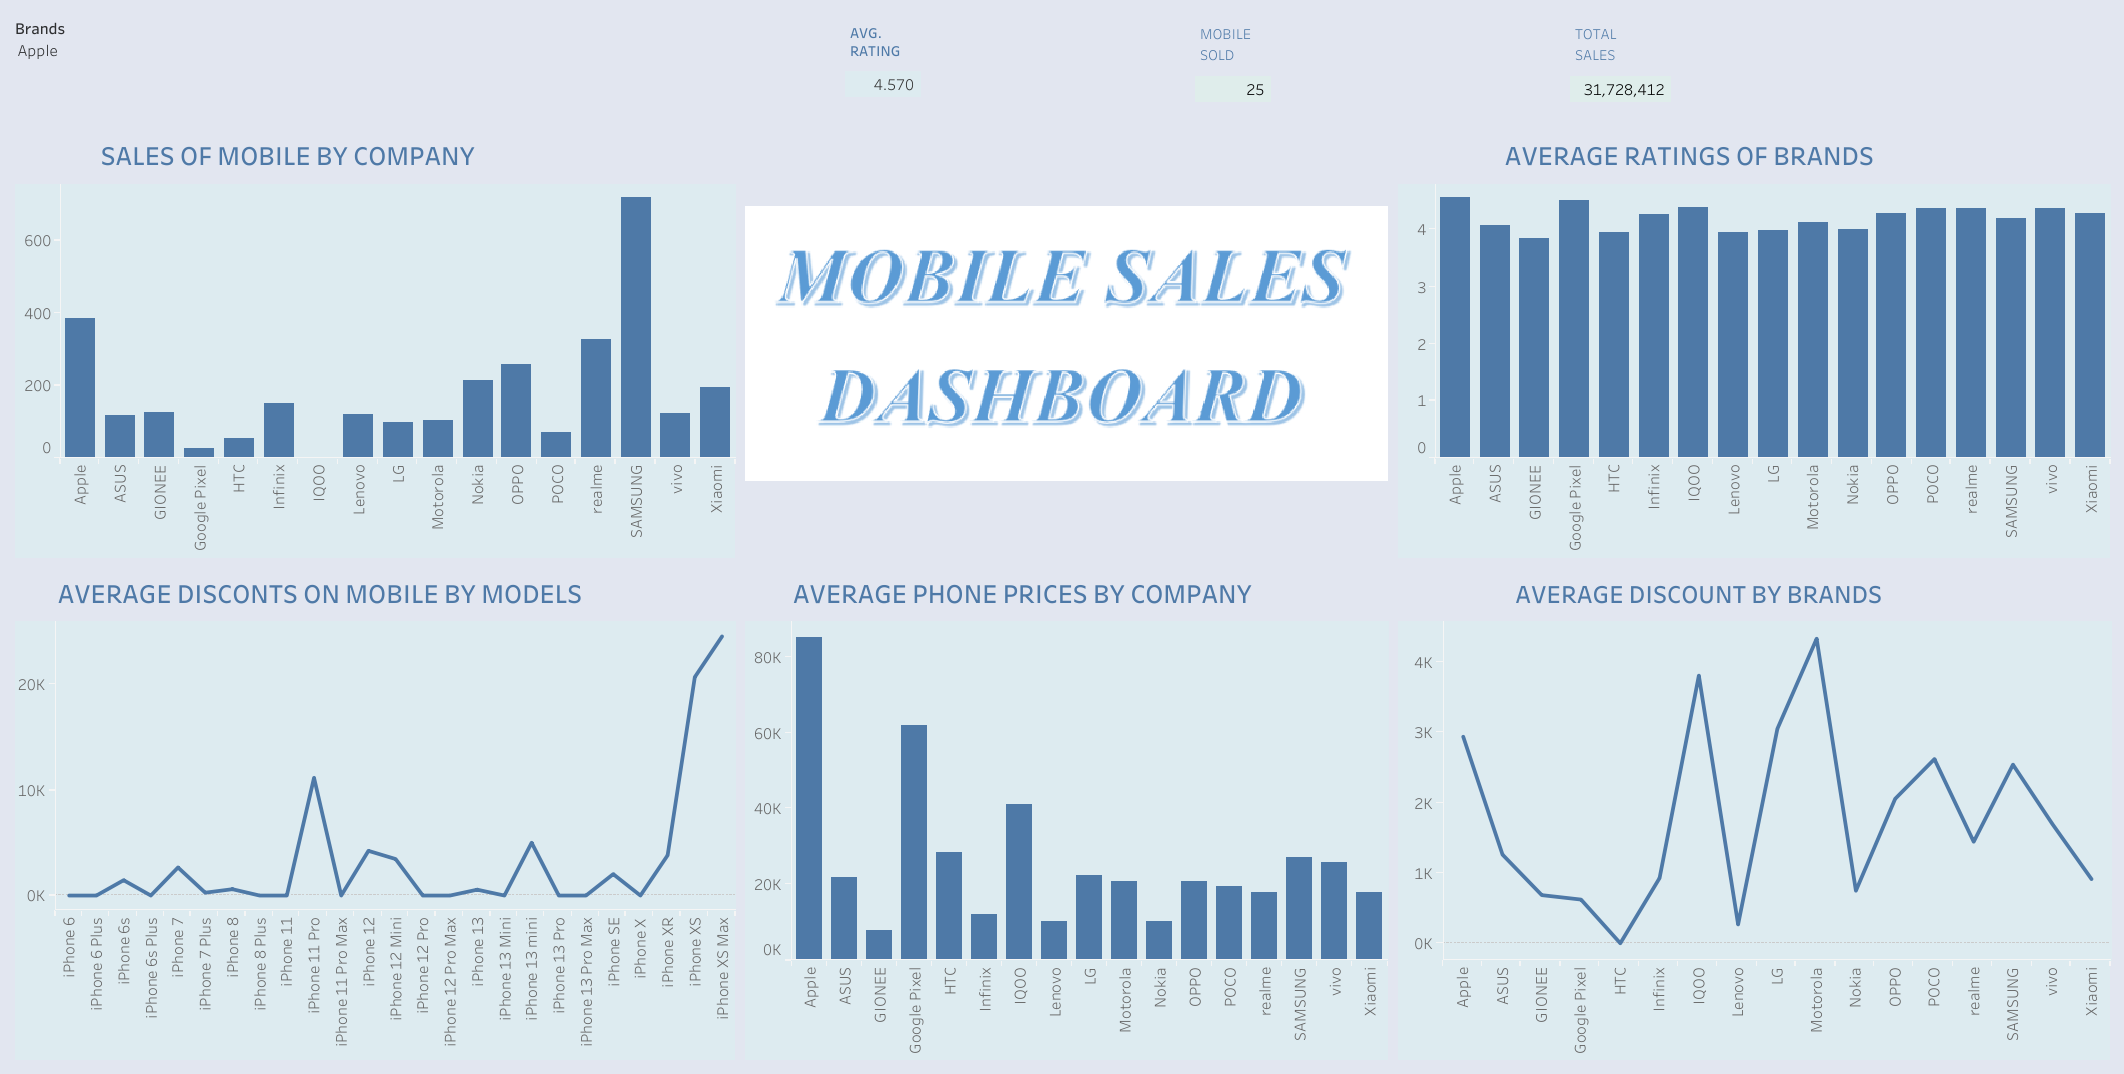 Brands
Apple
AVG.
RATING
4.570
MOBILE
SOLD
25
TOTAL
SALES
31,728,412
SALES OF MOBILE BY COMPANY
600
400
200
0
Apple
ASUS
GIONEE
Google Pixel
HTC
Infinix
IQOO
Lenovo
LG
Motorola
Nokia
OPPO
POCO
realme
SAMSUNG
vivo
Xiaomi
MOBILE SALES
DASHBOARD
AVERAGE RATINGS OF BRANDS
4
3
2
1
0
Apple
ASUS
GIONEE
Google Pixel
HTC
Infinix
IQOO
Lenovo
LG
Motorola
Nokia
OPPO
POCO
realme
SAMSUNG
vivo
Xiaomi
AVERAGE DISCONTS ON MOBILE BY MODELS
20K
10K
0K
iPhone 6
iPhone 6 Plus
iPhone 6s
iPhone 6s Plus
iPhone 7
iPhone 7 Plus
iPhone 8
iPhone 8 Plus
iPhone 11
iPhone 11 Pro
iPhone 11 Pro Max
iPhone 12
iPhone 12 Mini
iPhone 12 Pro
iPhone 12 Pro Max
iPhone 13
iPhone 13 Mini
iPhone 13 mini
iPhone 13 Pro
iPhone 13 Pro Max
iPhone SE
iPhone X
iPhone XR
iPhone XS
iPhone XS Max
AVERAGE PHONE PRICES BY COMPANY
80K
60K
40K
20K
0K
Apple
ASUS
GIONEE
Google Pixel
HTC
Infinix
IQOO
Lenovo
LG
Motorola
Nokia
OPPO
POCO
realme
SAMSUNG
vivo
Xiaomi
AVERAGE DISCOUNT BY BRANDS
4K
3K
2K
1K
0K
Apple
ASUS
GIONEE
Google Pixel
HTC
Infinix
IQOO
Lenovo
LG
Motorola
Nokia
OPPO
POCO
realme
SAMSUNG
vivo
Xiaomi